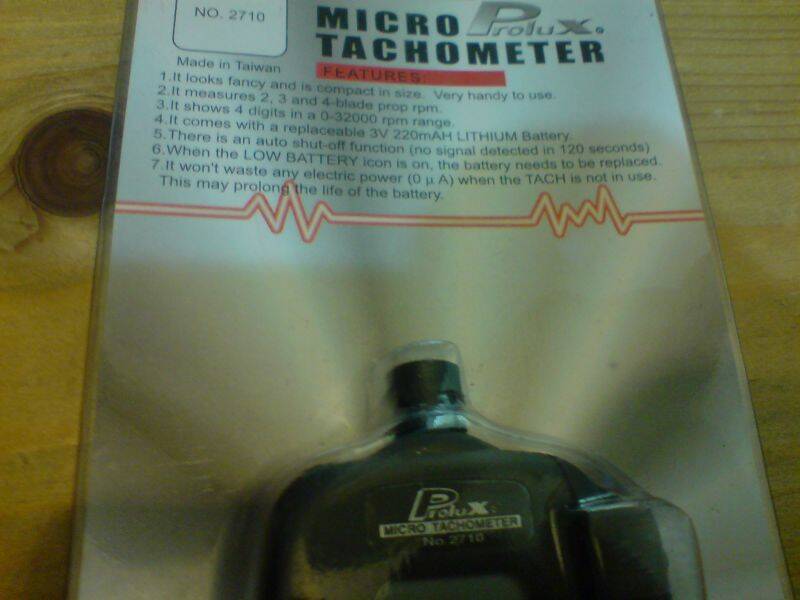 NO. 2710
MICRO Prolux
TACHOMETER
Made in Taiwan
FEATURES:
1.It looks fancy and is compact in size. Very handy to use.
2.It measures 2, 3 and 4-blade prop rpm.
3.It shows 4 digits in a 0-32000 rpm range.
4.It comes with a replaceable 3V 220mAH LITHIUM Battery.
5.There is an auto shut-off function (no signal detected in 120 seconds)
6.When the LOW BATTERY icon is on, the battery needs to be replaced.
7.It won't waste any electric power (0 μA) when the TACH is not in use.
This may prolong the life of the battery.
Prolux
MICRO TACHOMETER
No.2710